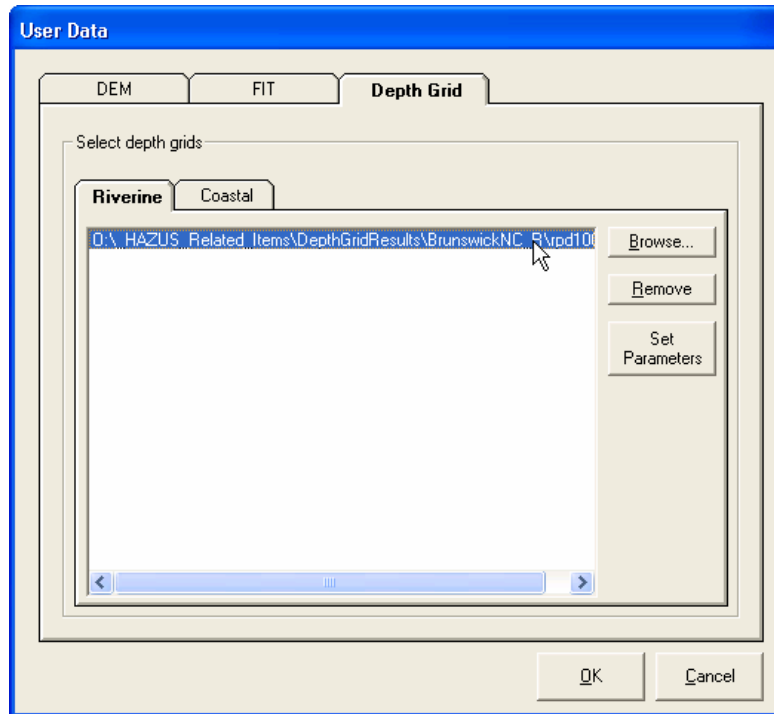 User Data
DEM FIT Depth Grid
Select depth grids
Riverine Coastal
O:\_HAZUS_Related_Items\DepthGridResults\BrunswickNC_R\rpd100
Browse...
Remove
Set
Parameters
OK Cancel